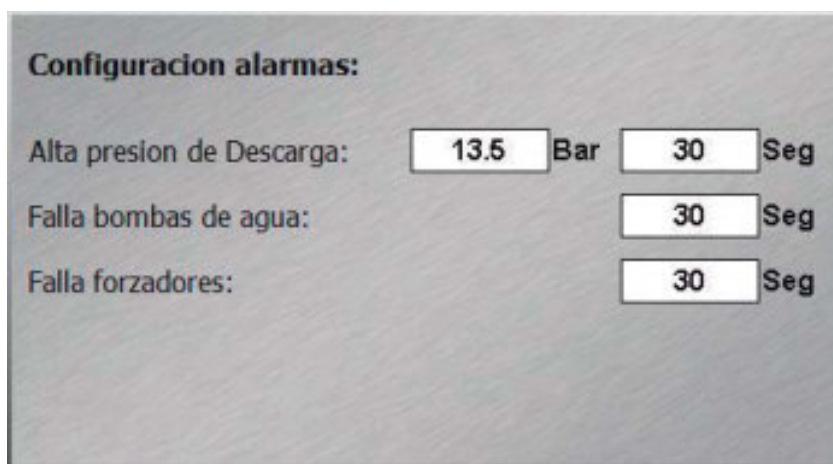 Configuracion alarmas:
Alta presion de Descarga: 13.5 Bar 30 Seg
Falla bombas de agua: 30 Seg
Falla forzadores: 30 Seg